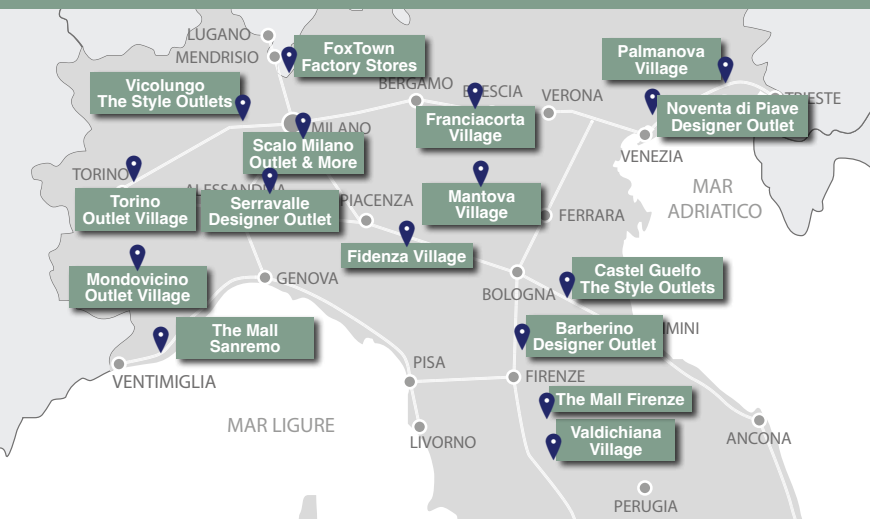 LUGANO
MENDRISIO
FoxTown
Factory Stores
Palmanova
Village
Vicolungo
The Style Outlets
BERGAMO
BRESCIA
VERONA
TRIESTE
Franciacorta
Village
Noventa di Piave
Designer Outlet
MILANO
Scalo Milano
Outlet & More
VENEZIA
TORINO
ALESSANDRIA
MAR
ADRIATICO
Torino
Outlet Village
Serravalle
Designer Outlet
PIACENZA
Mantova
Village
FERRARA
Fidenza Village
Mondovicino
Outlet Village
GENOVA
BOLOGNA
Castel Guelfo
The Style Outlets
The Mall
Sanremo
Barberino
Designer Outlet
IMINI
PISA
VENTIMIGLIA
FIRENZE
The Mall Firenze
MAR LIGURE
LIVORNO
Valdichiana
Village
ANCONA
PERUGIA